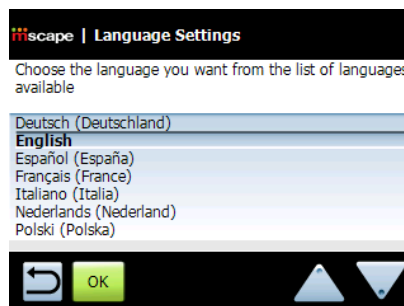 mscape | Language Settings
Choose the language you want from the list of languages
available
Deutsch (Deutschland)
English
Español (España)
Français (France)
Italiano (Italia)
Nederlands (Nederland)
Polski (Polska)
OK